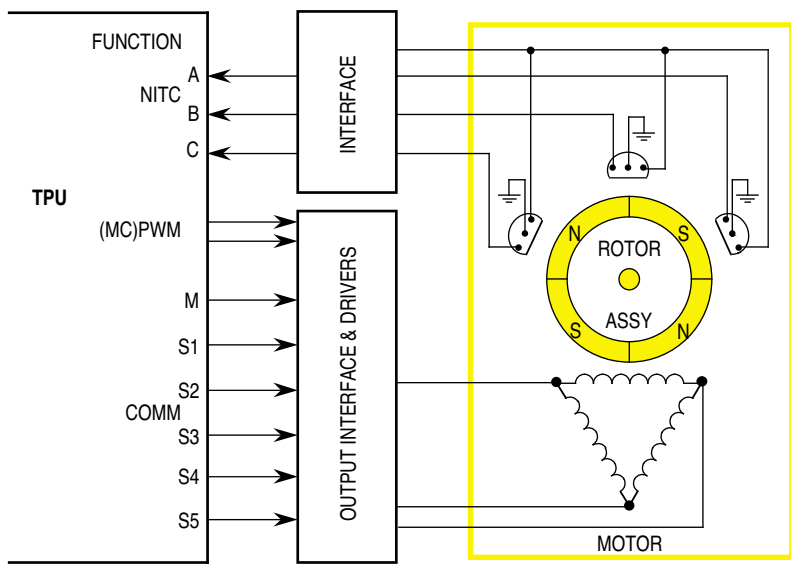 FUNCTION
A
NITC
B
C
TPU
(MC)PWM
M
S1
S2
COMM
S3
S4
S5
INTERFACE
OUTPUT INTERFACE & DRIVERS
N
S
ROTOR
ASSY
S
N
MOTOR